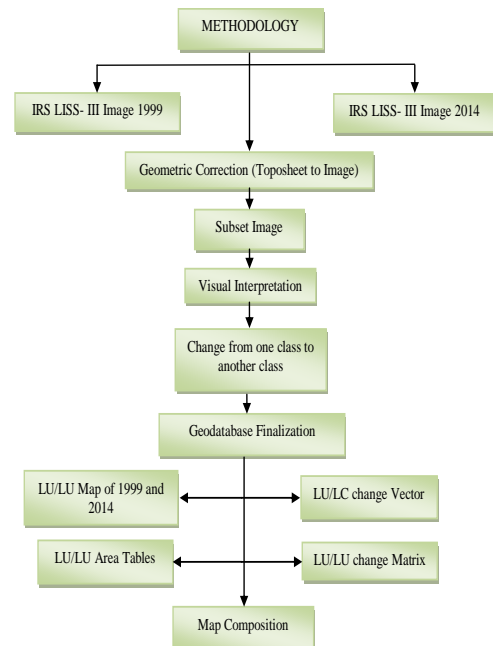 METHODOLOGY
IRS LISS- III Image 1999
IRS LISS- III Image 2014
Geometric Correction (Toposheet to Image)
Subset Image
Visual Interpretation
Change from one class to
another class
Geodatabase Finalization
LU/LU Map of 1999 and
2014
LU/LC change Vector
LU/LU Area Tables
LU/LU change Matrix
Map Composition